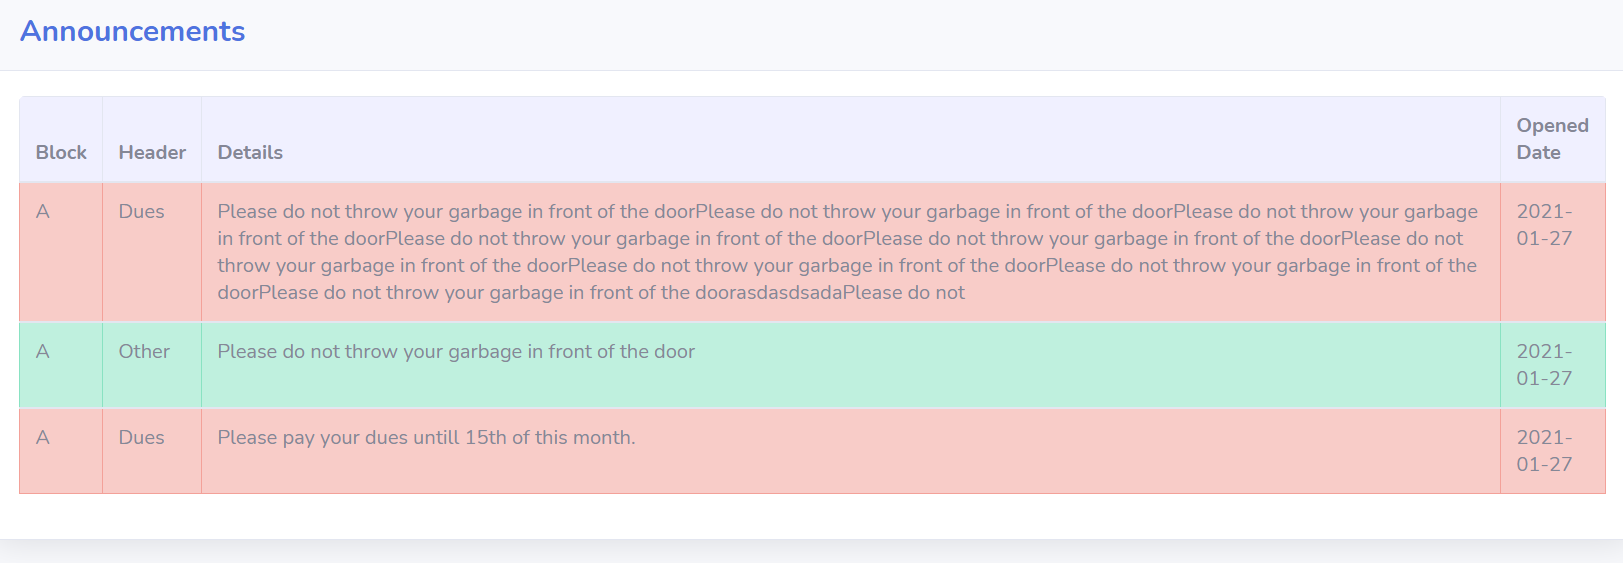 Announcements
Block Header Details Opened Date
A Dues Please do not throw your garbage in front of the doorPlease do not throw your garbage in front of the doorPlease do not throw your garbage 2021-
in front of the doorPlease do not throw your garbage in front of the doorPlease do not throw your garbage in front of the doorPlease do not 01-27
throw your garbage in front of the doorPlease do not throw your garbage in front of the doorPlease do not throw your garbage in front of the
doorPlease do not throw your garbage in front of the doorasdasdsadaPlease do not
A Other Please do not throw your garbage in front of the door 2021-
01-27
A Dues Please pay your dues untill 15th of this month. 2021-
01-27